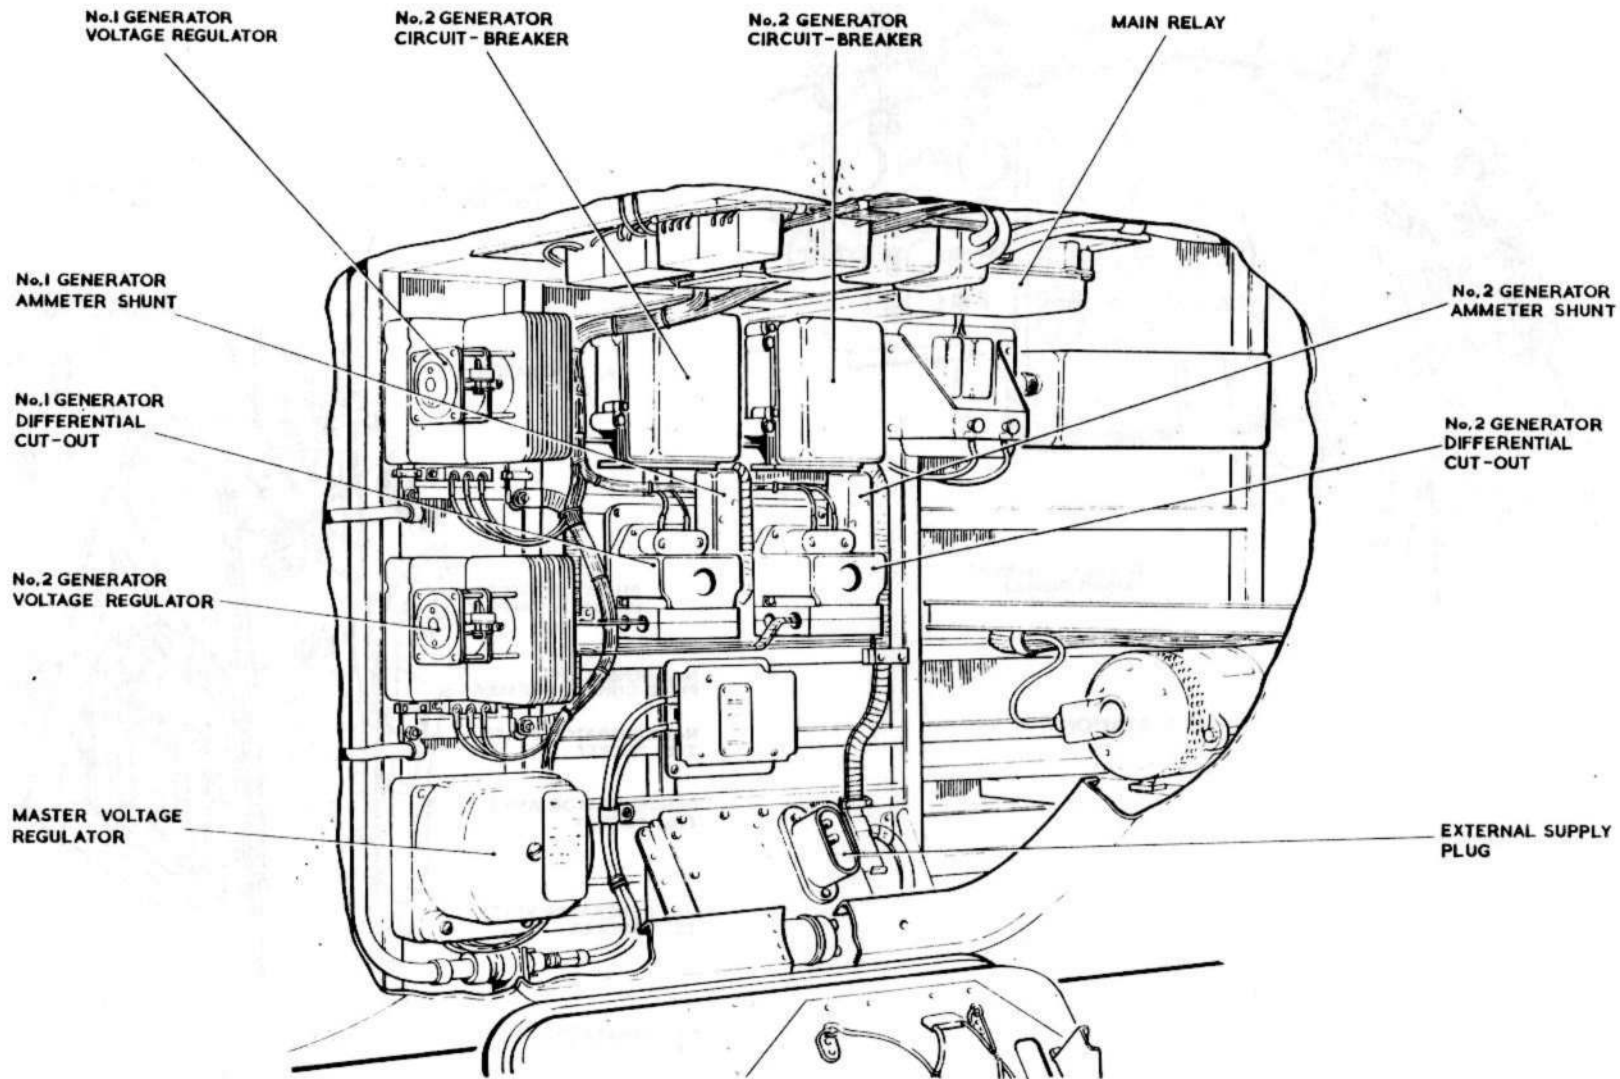 No.1 GENERATOR
VOLTAGE REGULATOR
No.2 GENERATOR
CIRCUIT-BREAKER
No.2 GENERATOR
CIRCUIT-BREAKER
MAIN RELAY
No.1 GENERATOR
AMMETER SHUNT
No.2 GENERATOR
AMMETER SHUNT
No.1 GENERATOR
DIFFERENTIAL
CUT-OUT
No.2 GENERATOR
DIFFERENTIAL
CUT-OUT
No.2 GENERATOR
VOLTAGE REGULATOR
MASTER VOLTAGE
REGULATOR
EXTERNAL SUPPLY
PLUG